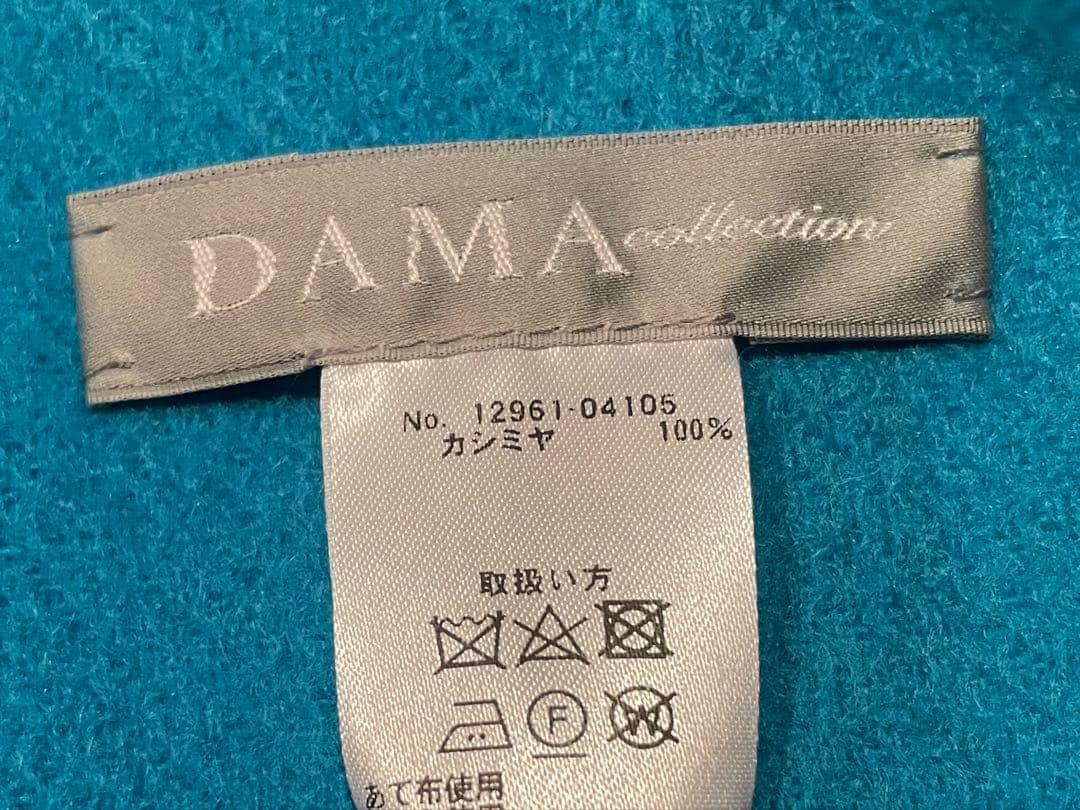 DAMA collection
No. 12961-04105
カシミヤ 100%
取扱い方
F W
あて布使用